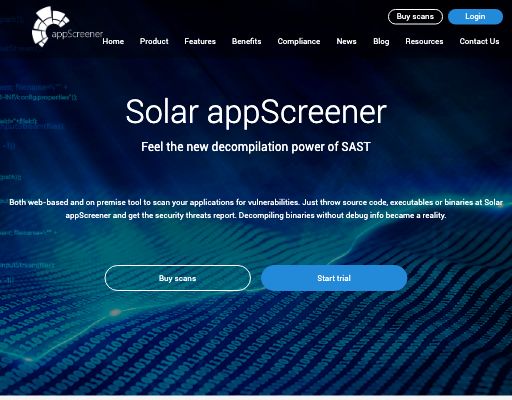 Buy scans
Login
appScreener
Home Product Features Benefits Compliance News Blog Resources Contact Us
Solar appScreener
Feel the new decompilation power of SAST
Both web-based and on premise tool to scan your applications for vulnerabilities. Just throw source code, executables or binaries at Solar
appScreener and get the security threats report. Decompiling binaries without debug info became a reality.
Buy scans
Start trial